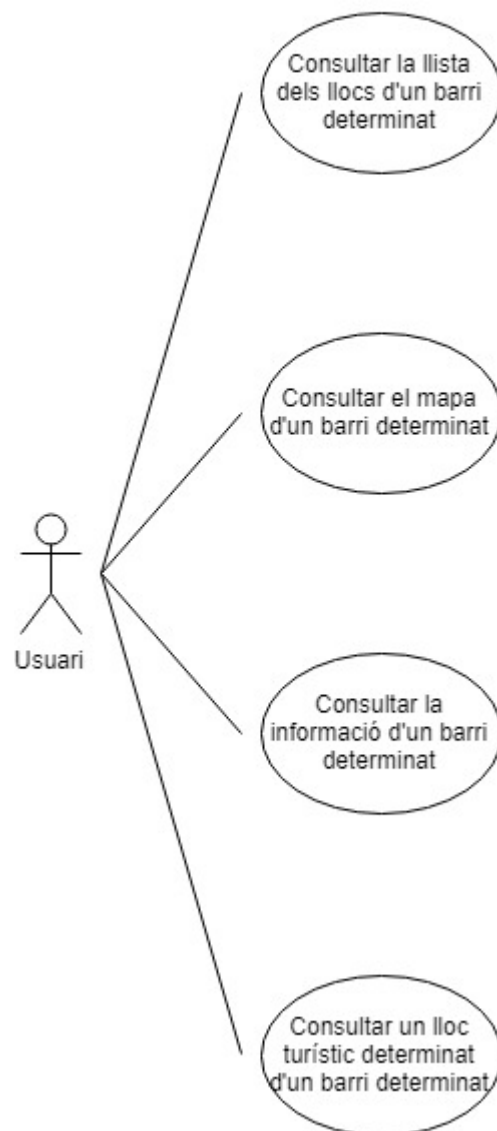 Consultar la llista
dels llocs d'un barri
determinat
Consultar el mapa
d'un barri determinat
Usuari
Consultar la
informació d'un barri
determinat
Consultar un lloc
turístic determinat
d'un barri determinat